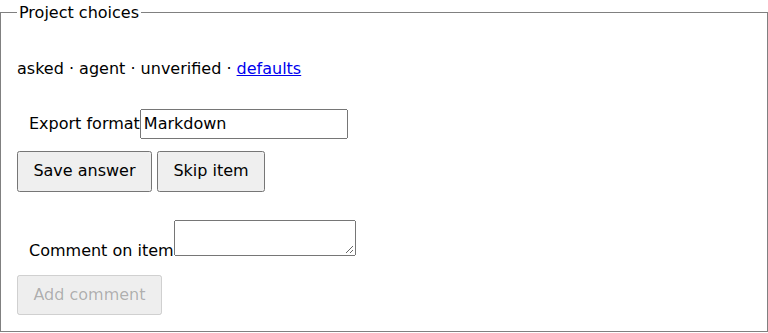 Project choices
asked · agent · unverified · defaults
Export format Markdown
Save answer Skip item
Comment on item
Add comment